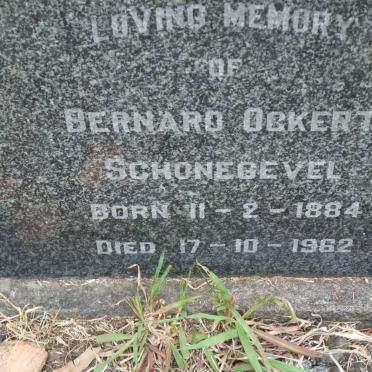 LOVING MEMORY
OF
BERNARD OCKERT
SCHONEGEVEL
BORN 11-2-1884
DIED 17-10-1962